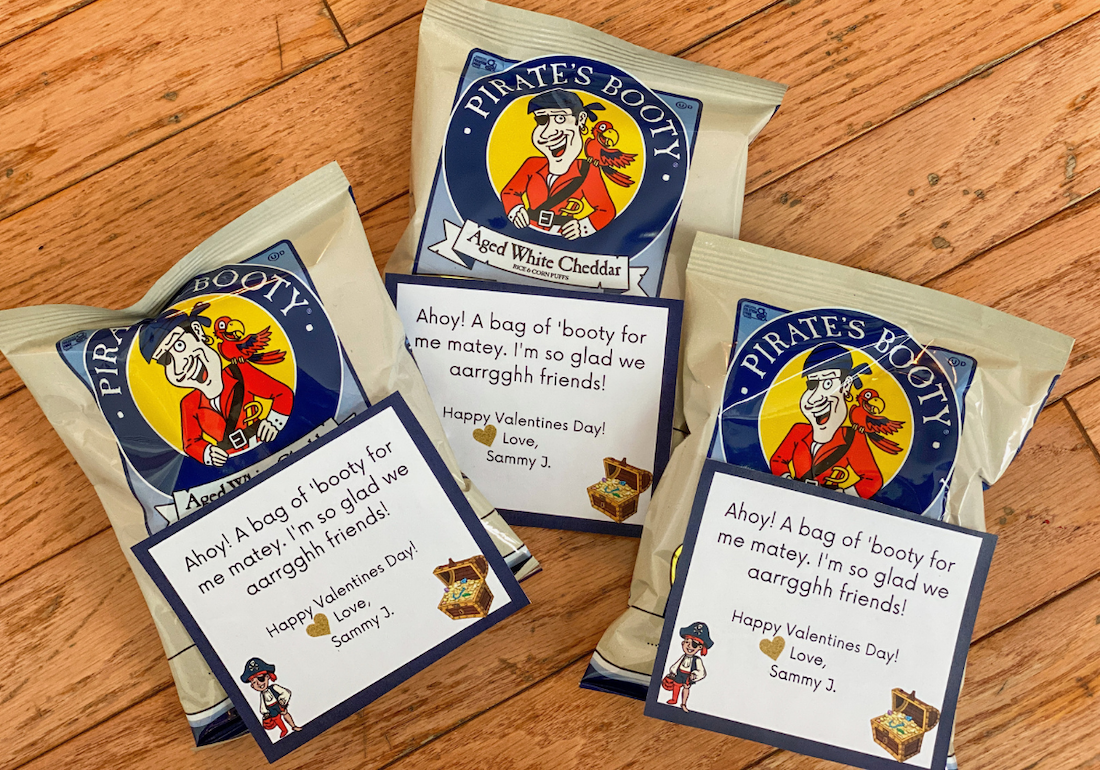 PIRATE'S BOOTY
Aged White Cheddar
RICE & CORN PUFFS
Ahoy! A bag of 'booty for
me matey. I'm so glad we
aarrgghh friends!
Happy Valentines Day!
Love,
Sammy J.
BOOTY
Aged White
Ahoy! A bag of 'booty for
me matey. I'm so glad we
aarrgghh friends!
Happy Valentines Day!
Love,
Sammy J.
PIRATE'S BOOTY
Ahoy! A bag of 'booty for
me matey. I'm so glad we
aarrgghh friends!
Happy Valentines Day!
Love,
Sammy J.